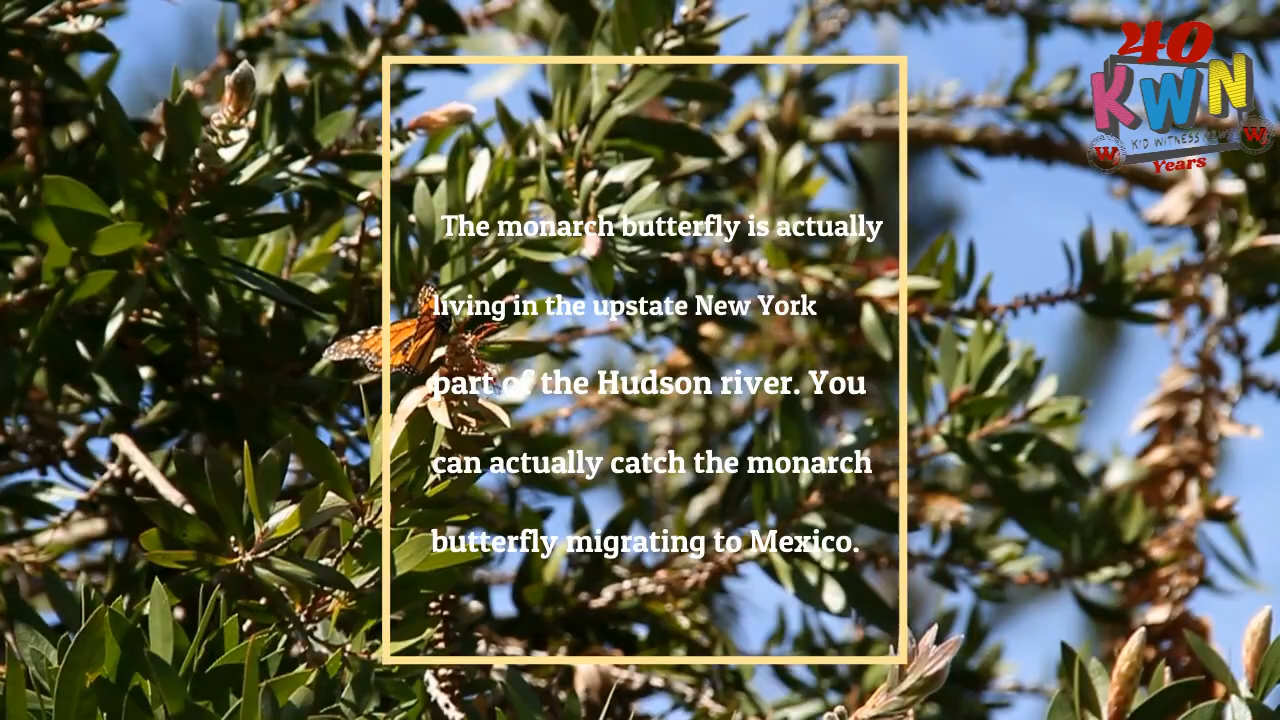 40
KWN
KID WITNESS NEWS
W
W
Years
The monarch butterfly is actually
living in the upstate New York
part of the Hudson river. You
can actually catch the monarch
butterfly migrating to Mexico.